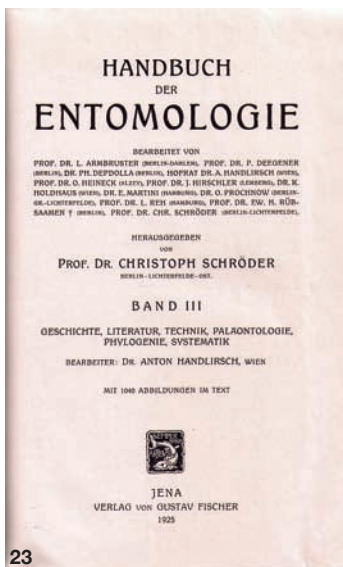 HANDBUCH
DER
ENTOMOLOGIE
BEARBEITET VON
PROF. DR. L. ARMBRUSTER (BERLIN-DAHLEM), PROF. DR. P. DEEGENER
(BERLIN), DR. PH. DEPDOLLA (BERLIN), HOFRAT DR. A. HANDLIRSCH (WIEN),
PROF. DR. O. HEINECK (ALZEY), PROF. DR. J. HIRSCHLER (LEMBERG), DR. K.
HOLDHAUS (WIEN), DR. E. MARTINI (HAMBURG), DR. O. PROCHNOW (BERLIN-
GR.-LICHTERFELDE), PROF. DR. L. REH (HAMBURG), PROF. DR. EW. H. RÜB-
SAAMEN † (BERLIN), PROF. DR. CHR. SCHRÖDER (BERLIN-LICHTERFELDE).
HERAUSGEGEBEN
VON
PROF. DR. CHRISTOPH SCHRÖDER
BERLIN-LICHTERFELDE-OST.
BAND III
GESCHICHTE, LITERATUR, TECHNIK, PALÄONTOLOGIE,
PHYLOGENIE, SYSTEMATIK
BEARBEITER: DR. ANTON HANDLIRSCH, WIEN
MIT 1040 ABBILDUNGEN IM TEXT
JENA
VERLAG VON GUSTAV FISCHER
1925
23